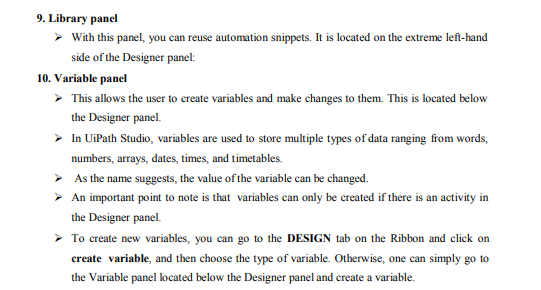 9. Library panel
➢ With this panel, you can reuse automation snippets. It is located on the extreme left-hand
side of the Designer panel:
10. Variable panel
➢ This allows the user to create variables and make changes to them. This is located below
the Designer panel.
➢ In UiPath Studio, variables are used to store multiple types of data ranging from words,
numbers, arrays, dates, times, and timetables.
➢ As the name suggests, the value of the variable can be changed.
➢ An important point to note is that variables can only be created if there is an activity in
the Designer panel.
➢ To create new variables, you can go to the DESIGN tab on the Ribbon and click on
create variable, and then choose the type of variable. Otherwise, one can simply go to
the Variable panel located below the Designer panel and create a variable.